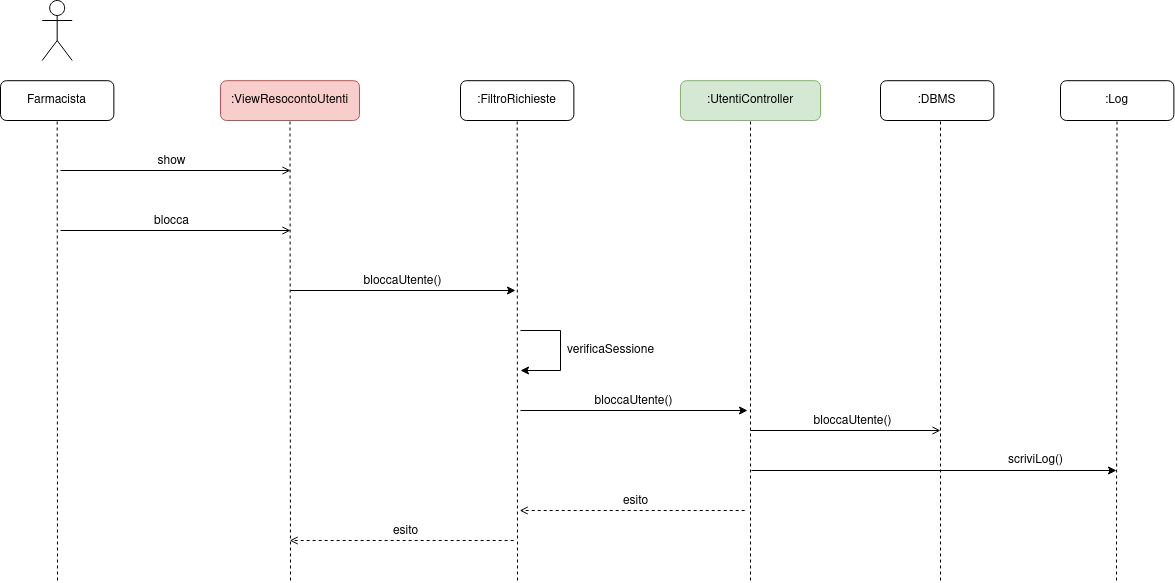 Farmacista
:ViewResocontoUtenti
:FiltroRichieste
:UtentiController
:DBMS
:Log
show
blocca
bloccaUtente()
verificaSessione
bloccaUtente()
bloccaUtente()
scriviLog()
esito
esito